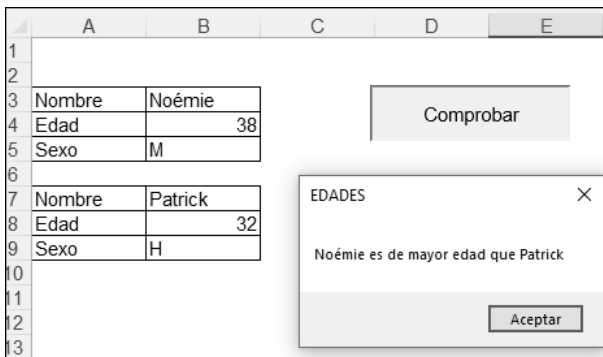 A B C D E
1
2
3 Nombre Noémie
Comprobar
4 Edad 38
5 Sexo M
6
7 Nombre Patrick
EDADES
8 Edad 32
9 Sexo H
Noémie es de mayor edad que Patrick
10
11
12
Aceptar
13